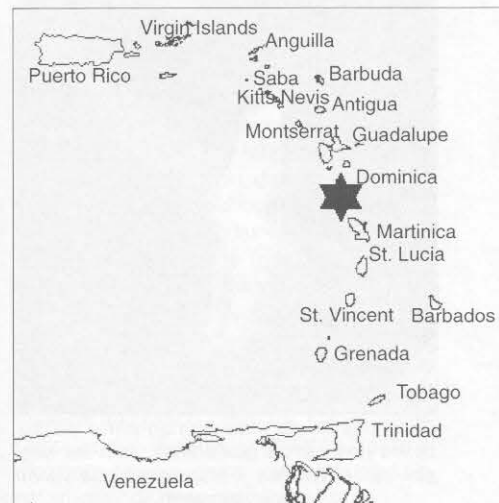 Virgin Islands
Anguilla
Puerto Rico
Saba
Barbuda
Kitts Nevis
Antigua
Montserrat
Guadalupe
Dominica
Martinica
St. Lucia
St. Vincent
Barbados
Grenada
Tobago
Trinidad
Venezuela